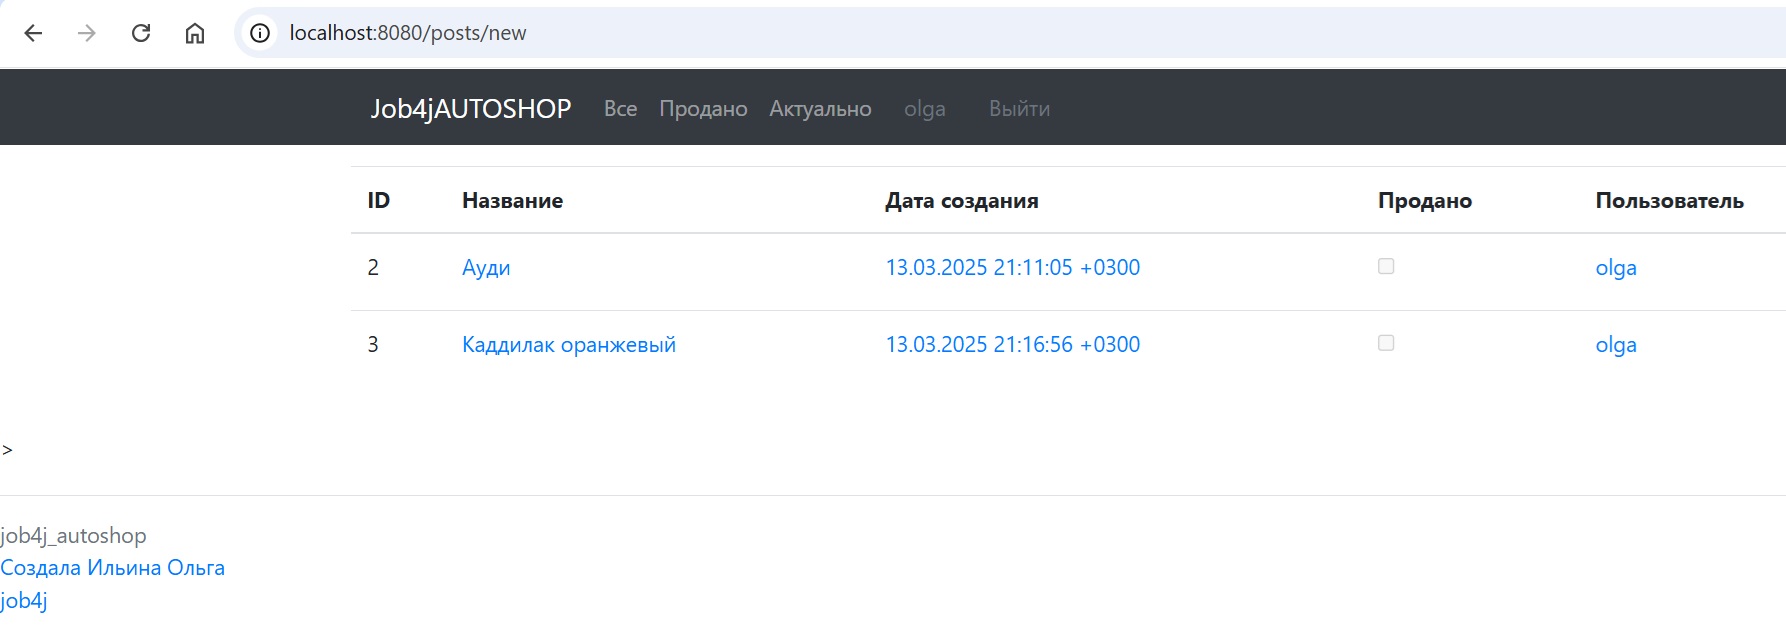 localhost:8080/posts/new
Job4jAUTOSHOP Все Продано Актуально olga Выйти
ID Название Дата создания Продано Пользователь
2 Ауди 13.03.2025 21:11:05 +0300 olga
3 Каддилак оранжевый 13.03.2025 21:16:56 +0300 olga
>
job4j_autoshop
Создала Ильина Ольга
job4j